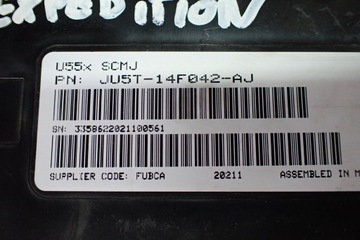 EXPEDITION
U55x SCMJ
PN: JU5T-14F042-AJ
SN: 3358622021100561
SUPPLIER CODE: FUBCA 20211 ASSEMBLED IN M